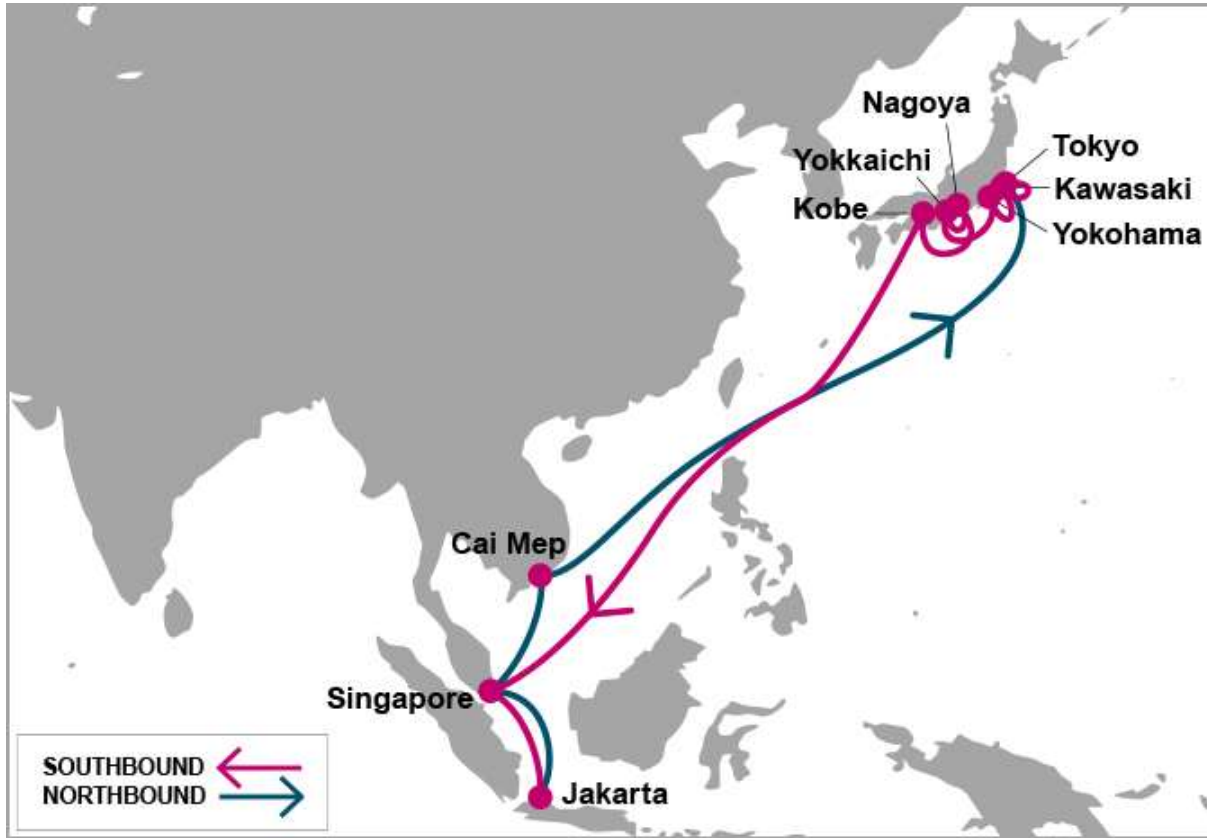 Nagoya
Tokyo
Yokkaichi
Kawasaki
Kobe
Yokohama
Cai Mep
Singapore
SOUTHBOUND
NORTHBOUND
Jakarta